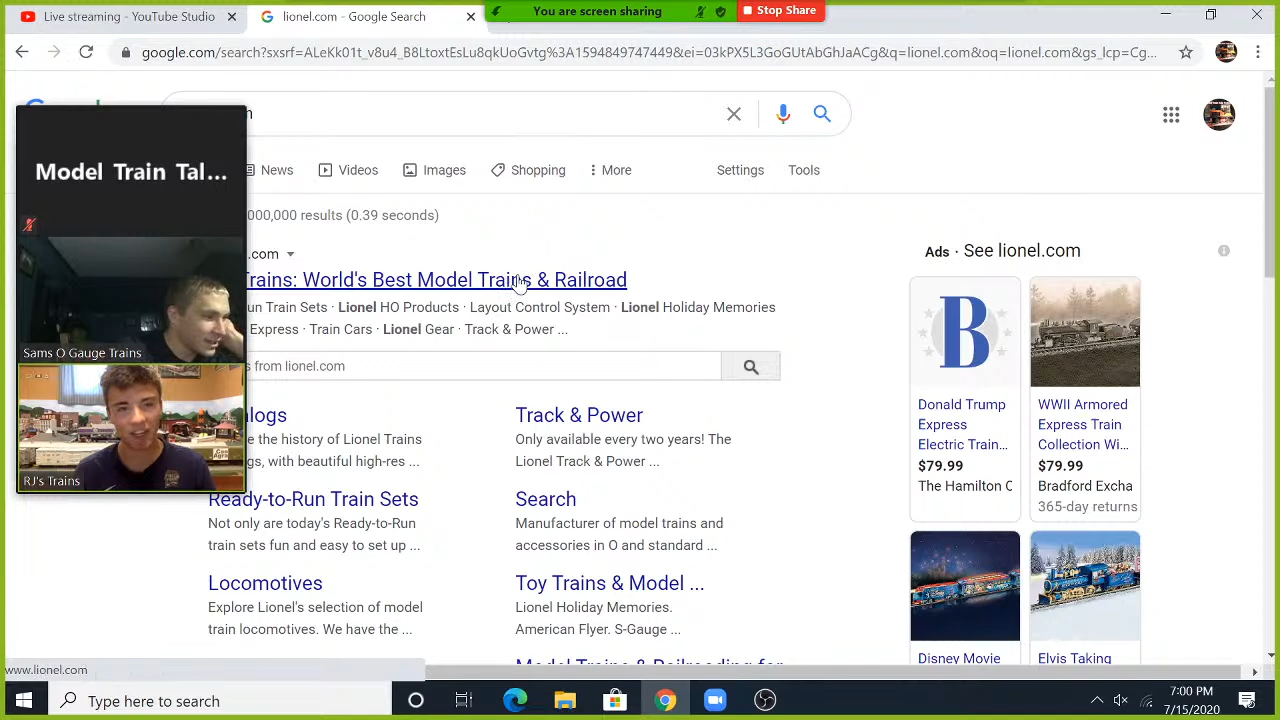 Live streaming - YouTube Studio
lionel.com - Google Search
You are screen sharing
Stop Share
google.com/search?sxsrf=ALeKk01t_v8u4_B8LtoxtEsLu8qkUoGvtg%3A1594849747449&ei=03kPX5L3GoGUtAbGhJaACg&q=lionel.com&oq=lionel.com&gs_lcp=Cg...
News
Videos
Images
Shopping
More
Settings
Tools
Model Train Tal...
000,000 results (0.39 seconds)
.com
Trains: World's Best Model Trains & Railroad
un Train Sets · Lionel HO Products · Layout Control System · Lionel Holiday Memories
Express · Train Cars · Lionel Gear · Track & Power ...
s from lionel.com
Sams O Gauge Trains
RJ's Trains
alogs
e the history of Lionel Trains
gs, with beautiful high-res ...
Track & Power
Only available every two years! The
Lionel Track & Power ...
Ready-to-Run Train Sets
Not only are today's Ready-to-Run
train sets fun and easy to set up ...
Search
Manufacturer of model trains and
accessories in O and standard ...
Locomotives
Explore Lionel's selection of model
train locomotives. We have the ...
Toy Trains & Model ...
Lionel Holiday Memories.
American Flyer. S-Gauge ...
Model Trains & Railroading for
Ads · See lionel.com
B
Donald Trump
Express
Electric Train...
$79.99
The Hamilton C
WWII Armored
Express Train
Collection Wi...
$79.99
Bradford Excha
365-day returns
Disney Movie
Elvis Taking
www.lionel.com
Type here to search
7:00 PM
7/15/2020